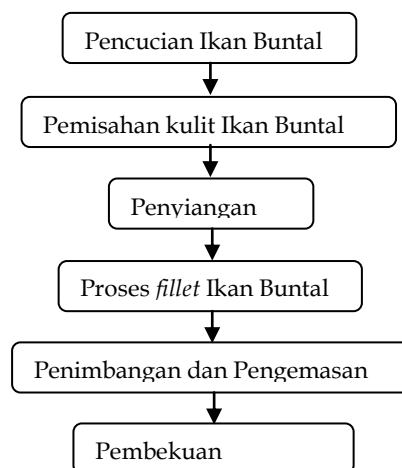 Pencucian Ikan Buntal
Pemisahan kulit Ikan Buntal
Penyiangan
Proses fillet Ikan Buntal
Penimbangan dan Pengemasan
Pembekuan